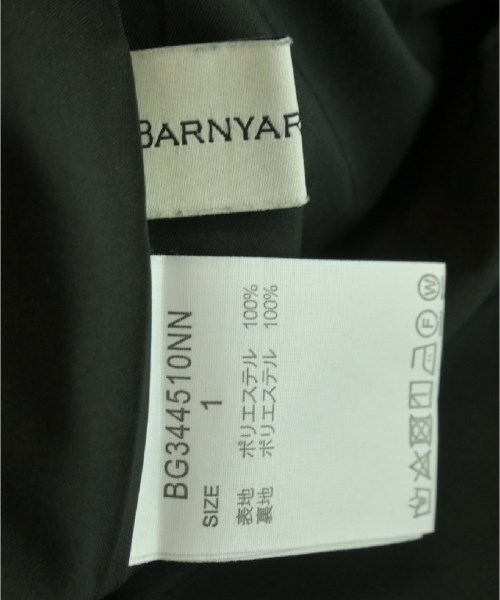 BARNYAR
BG344510NN
SIZE 1
表地 ポリエステル 100%
裏地 ポリエステル 100%
F W